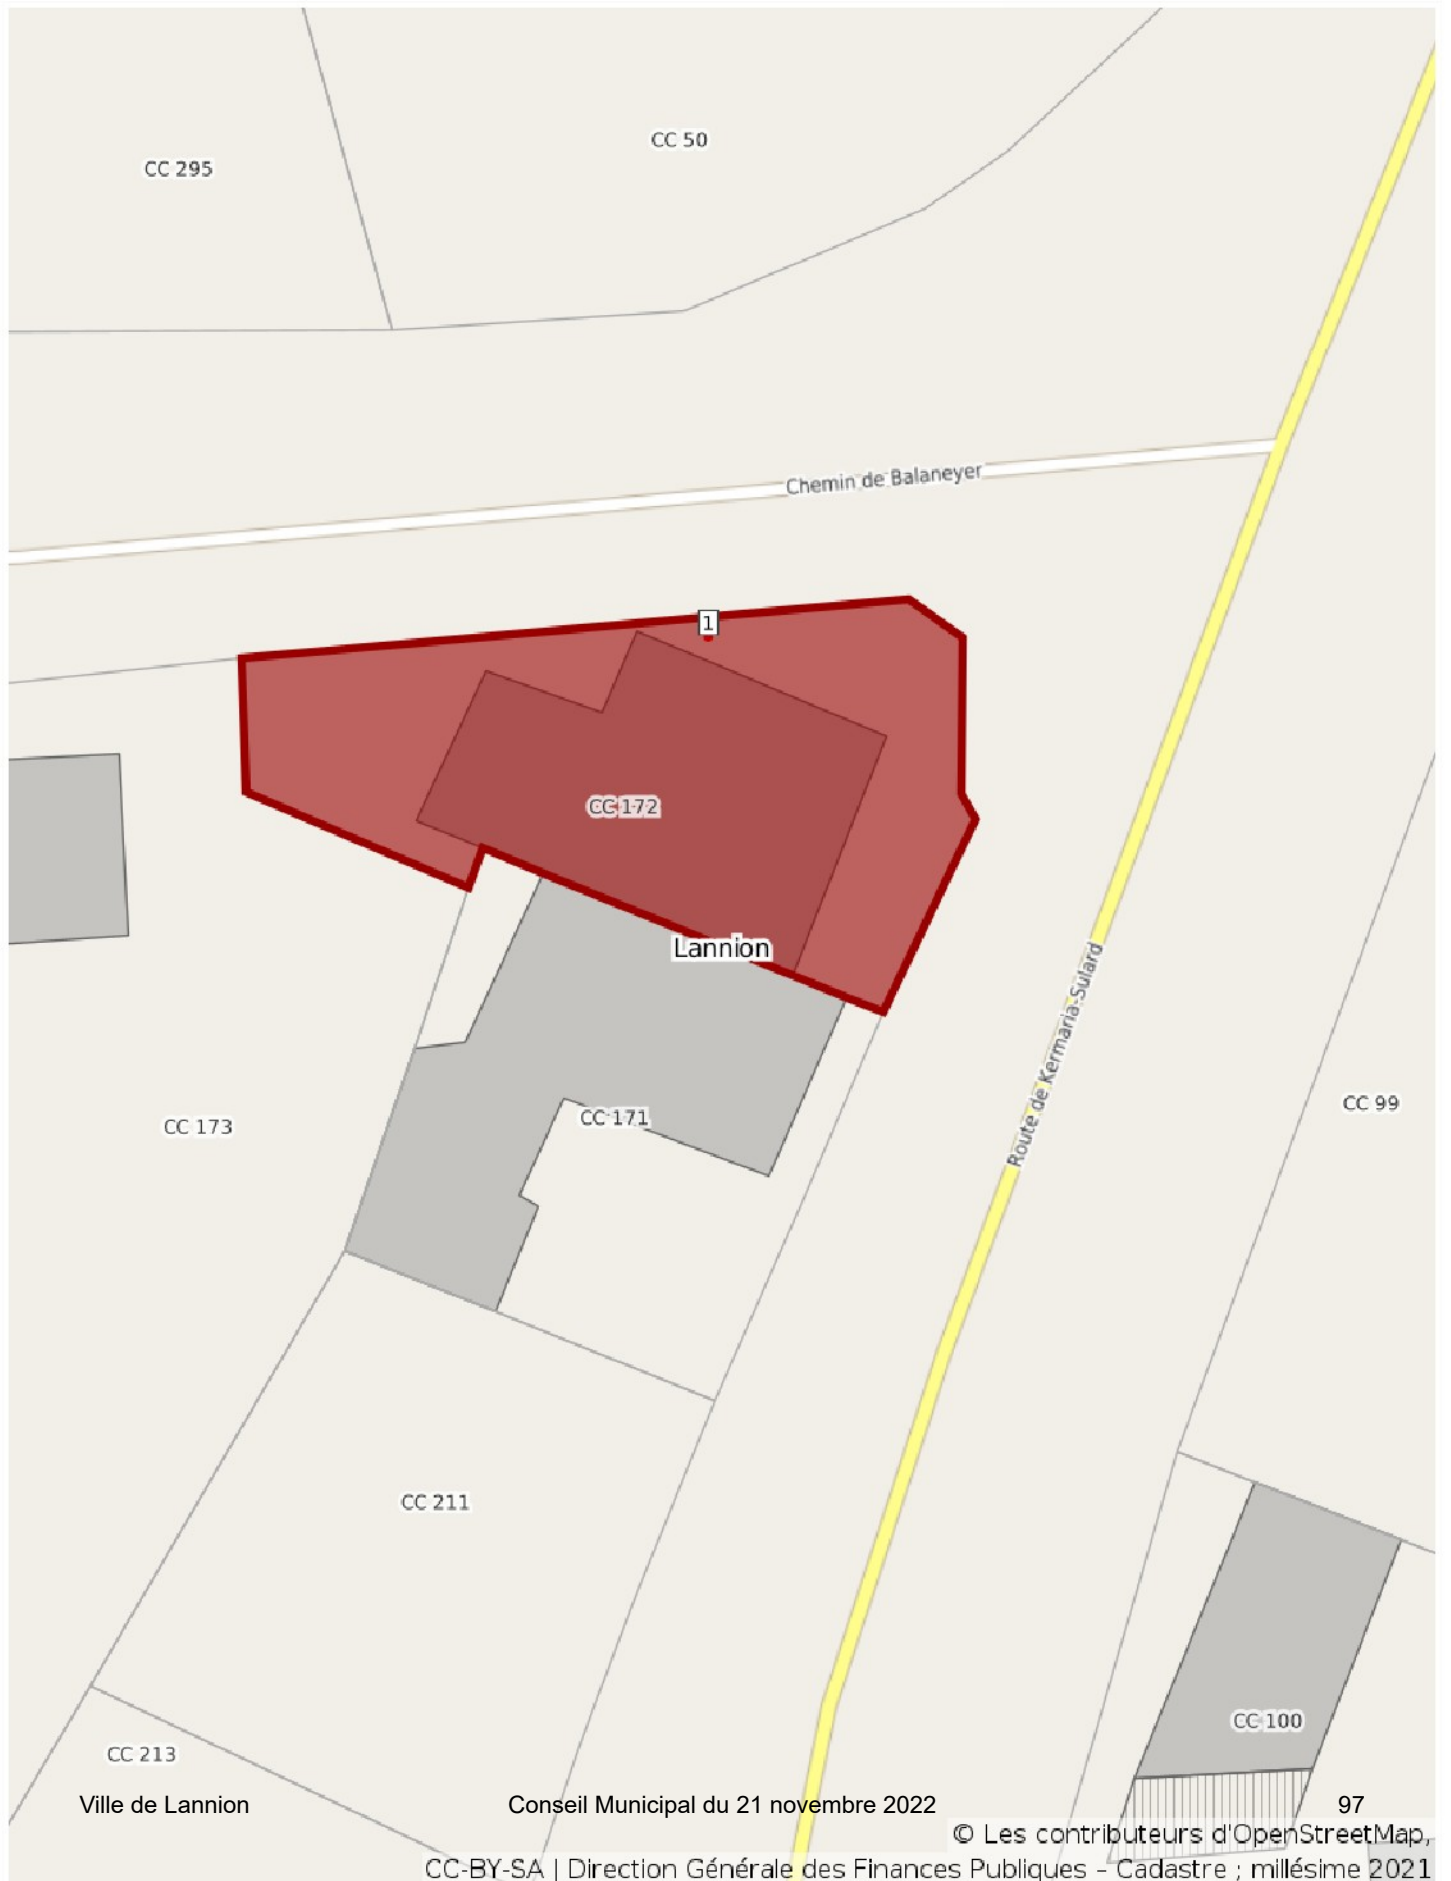 CC 50
CC 295
Chemin de Balaneyer
1
CC 172
Lannion
Route de Kermaria-Sulard
CC 99
CC 171
CC 173
CC 211
CC 100
CC 213
Ville de Lannion
Conseil Municipal du 21 novembre 2022
97
© Les contributeurs d'OpenStreetMap,
CC-BY-SA | Direction Générale des Finances Publiques - Cadastre ; millésime 2021